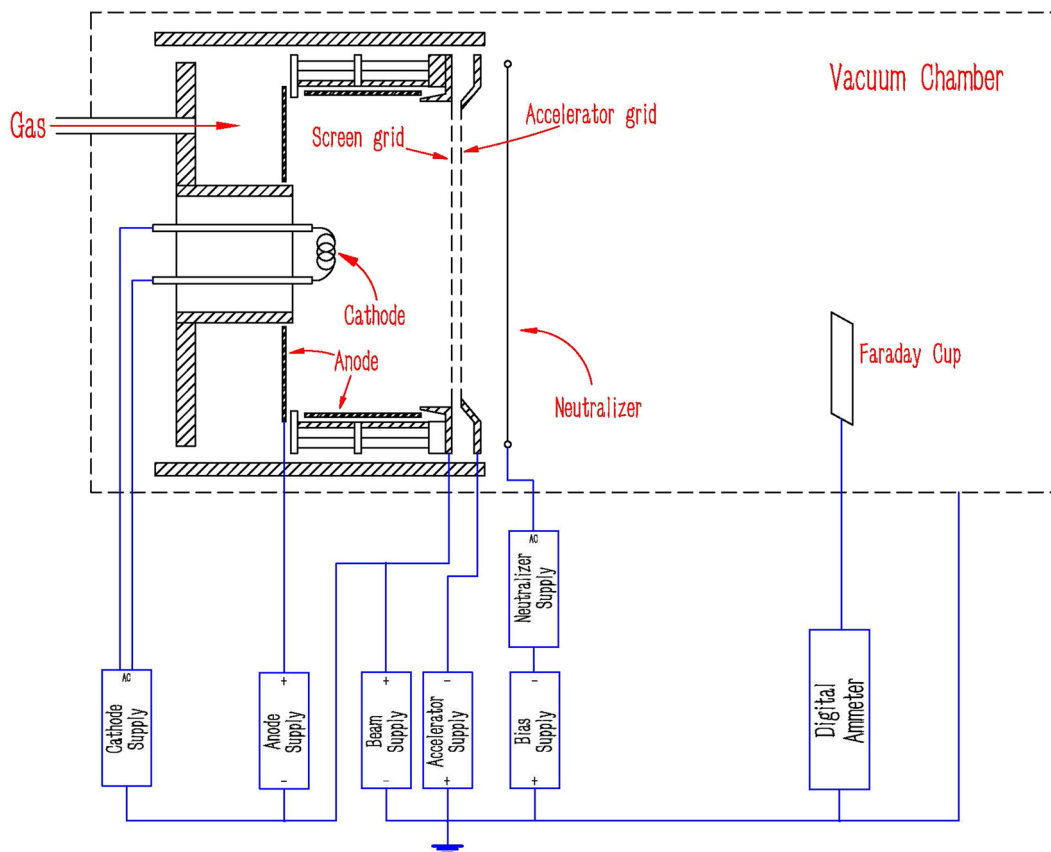 Vacuum Chamber
Gas
Screen grid
Accelerator grid
Cathode
Anode
Neutralizer
Faraday Cup
AC
Cathode
Supply
+
Anode
Supply
-
+
Beam
Supply
-
-
Accelerator
Supply
+
AC
Neutralizer
Supply
-
Bias
Supply
+
Digital
Ammeter